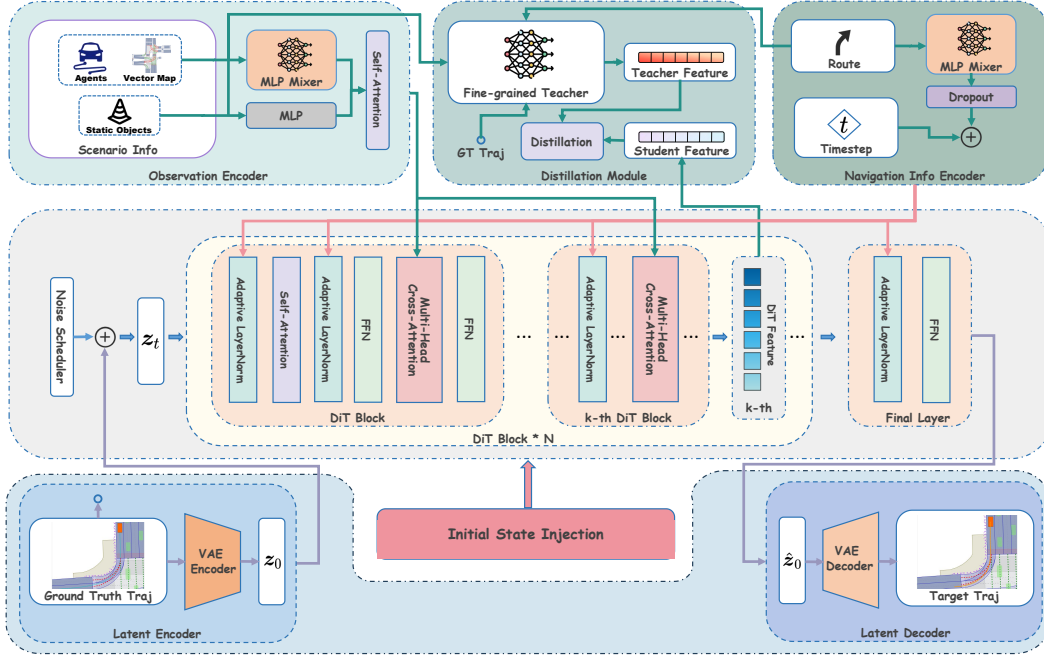 Agents
Vector Map
Static Objects
Scenario Info
MLP Mixer
MLP
Self-Attention
Observation Encoder
Fine-grained Teacher
Teacher Feature
GT Traj
Distillation
Student Feature
Distillation Module
Route
MLP Mixer
Dropout
t
Timestep
Navigation Info Encoder
Noise Scheduler
z_t
Adaptive LayerNorm
Self-Attention
Adaptive LayerNorm
FFN
Multi-Head
Cross-Attention
FFN
DiT Block
... ...
...
Adaptive LayerNorm
Multi-Head
Cross-Attention
...
k-th DiT Block
DiT Feature
k-th
...
DiT Block * N
Adaptive LayerNorm
FFN
Final Layer
Initial State Injection
Ground Truth Traj
VAE
Encoder
z_0
Latent Encoder
ẑ_0
VAE
Decoder
Target Traj
Latent Decoder